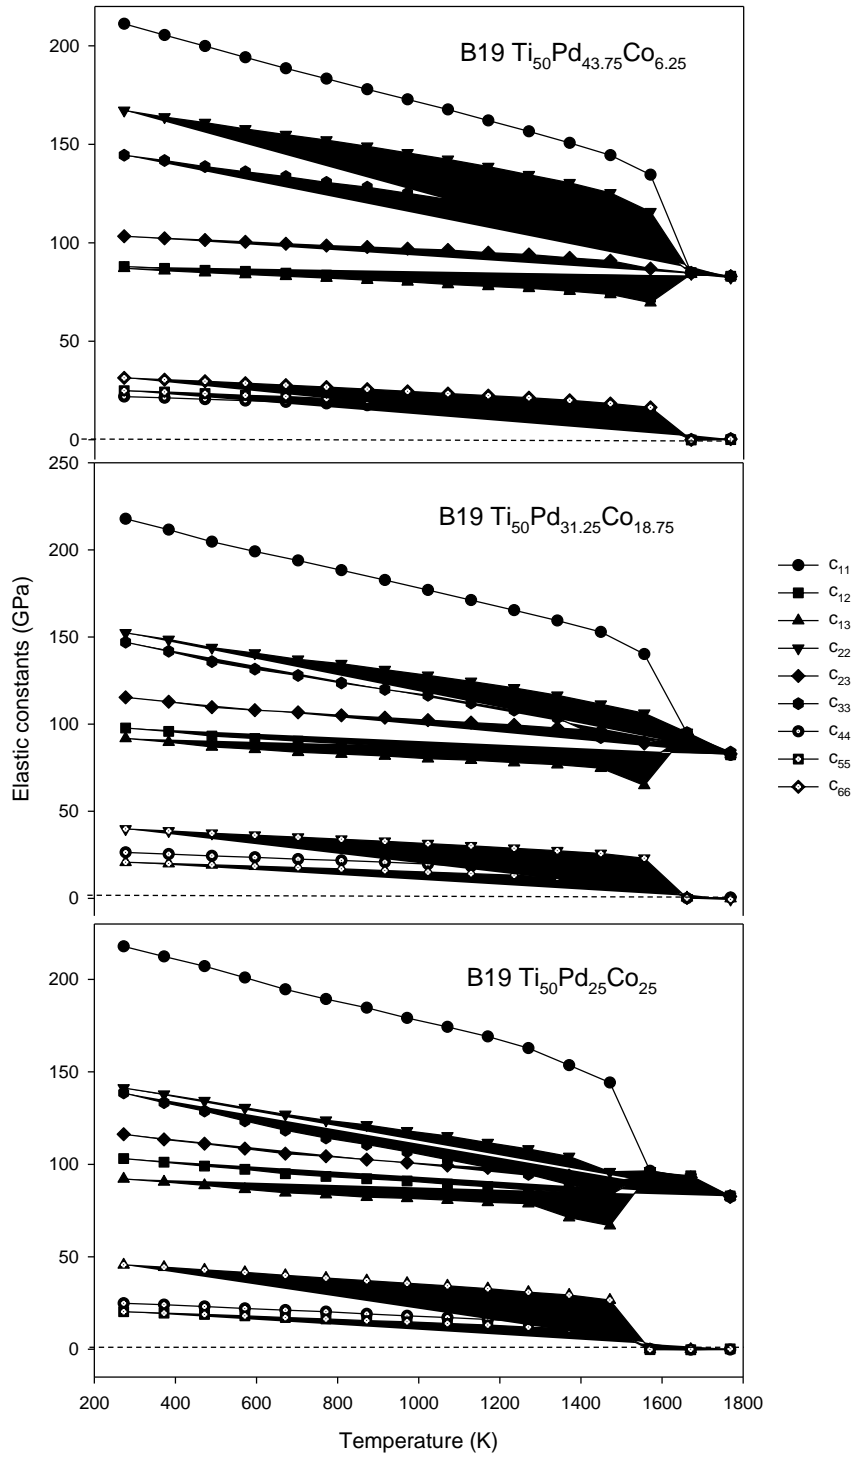 B19 Ti50Pd43.75Co6.25
200
150
100
50
0
250
B19 Ti50Pd31.25Co18.75
200
150
100
50
0
Elastic constants (GPa)
c11
c12
c13
c22
c23
c33
c44
c55
c66
B19 Ti50Pd25Co25
200
150
100
50
0
200 400 600 800 1000 1200 1400 1600 1800
Temperature (K)